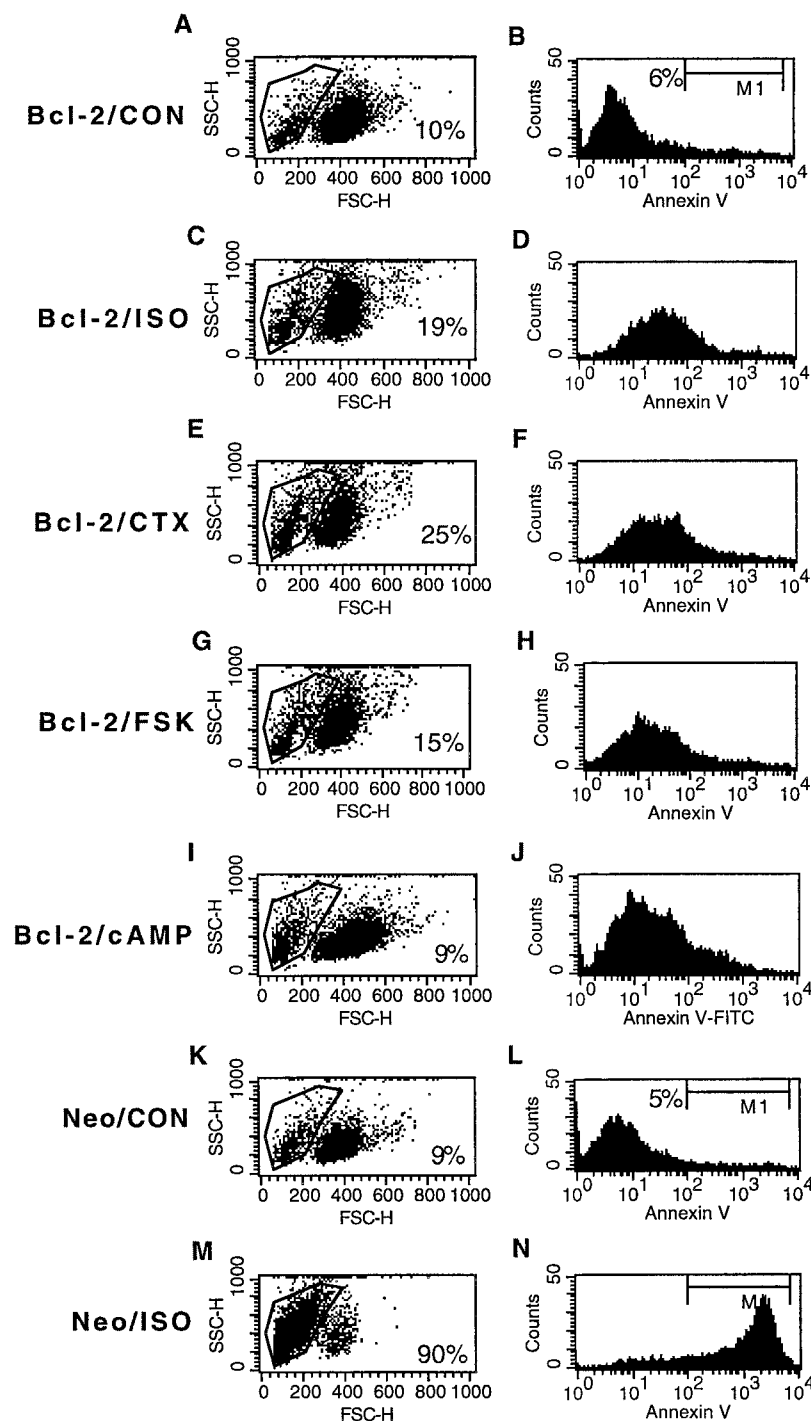 A
B
Bcl-2/CON
SSC-H
0 1000
10%
0 200 400 600 800 1000
FSC-H
Counts
0 50
6%
M1
10^0 10^1 10^2 10^3 10^4
Annexin V
C
D
Bcl-2/ISO
SSC-H
0 1000
19%
0 200 400 600 800 1000
FSC-H
Counts
0 50
10^0 10^1 10^2 10^3 10^4
Annexin V
E
F
Bcl-2/CTX
SSC-H
0 1000
25%
0 200 400 600 800 1000
FSC-H
Counts
0 50
10^0 10^1 10^2 10^3 10^4
Annexin V
G
H
Bcl-2/FSK
SSC-H
0 1000
15%
0 200 400 600 800 1000
FSC-H
Counts
0 50
10^0 10^1 10^2 10^3 10^4
Annexin V
I
J
Bcl-2/cAMP
SSC-H
0 1000
9%
0 200 400 600 800 1000
FSC-H
Counts
0 50
10^0 10^1 10^2 10^3 10^4
Annexin V-FITC
K
L
Neo/CON
SSC-H
0 1000
9%
0 200 400 600 800 1000
FSC-H
Counts
0 50
5%
M1
10^0 10^1 10^2 10^3 10^4
Annexin V
M
N
Neo/ISO
SSC-H
0 1000
90%
0 200 400 600 800 1000
FSC-H
Counts
0 50
M
10^0 10^1 10^2 10^3 10^4
Annexin V